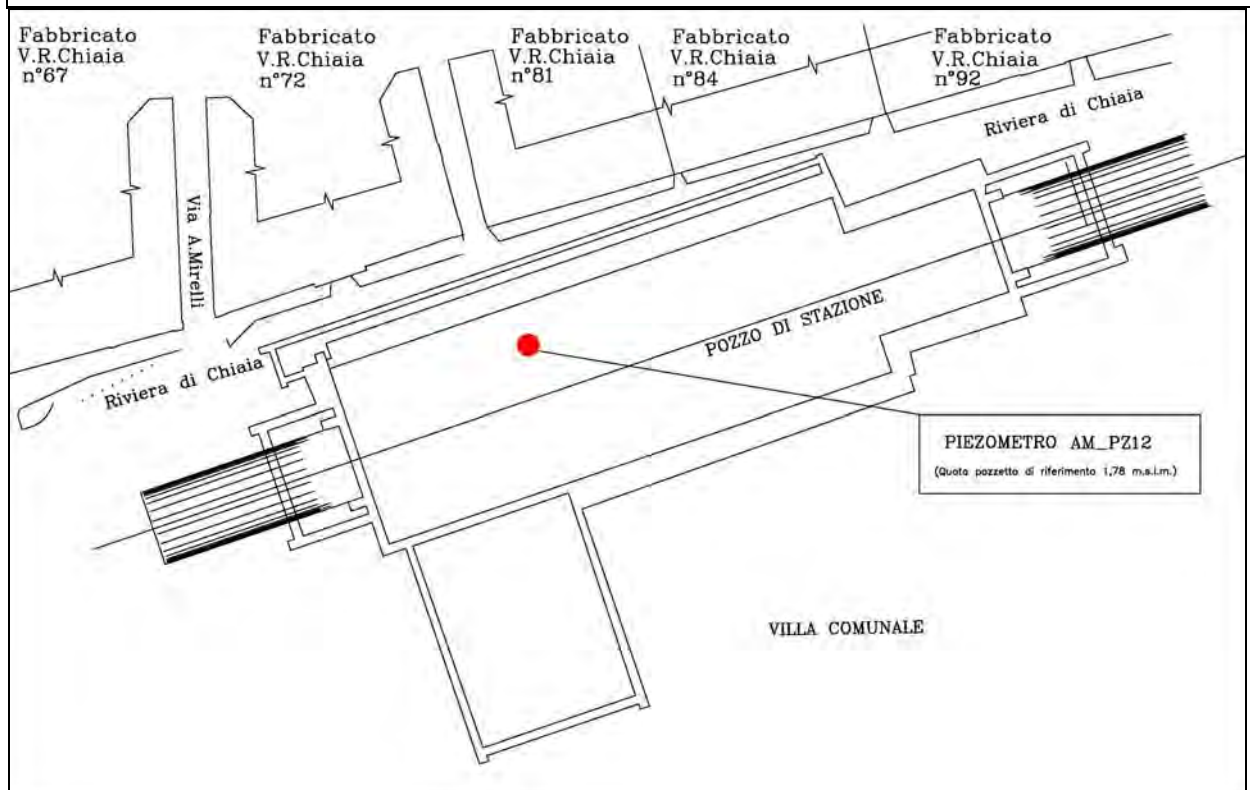 Fabbricato
V.R.Chiaia
n°67
Fabbricato
V.R.Chiaia
n°72
Fabbricato
V.R.Chiaia
n°81
Fabbricato
V.R.Chiaia
n°84
Fabbricato
V.R.Chiaia
n°92
Riviera di Chiaia
Via A.Mirelli
POZZO DI STAZIONE
Riviera di Chiaia
PIEZOMETRO AM_PZ12
(Quota pozzetto di riferimento 1,78 m.s.l.m.)
VILLA COMUNALE